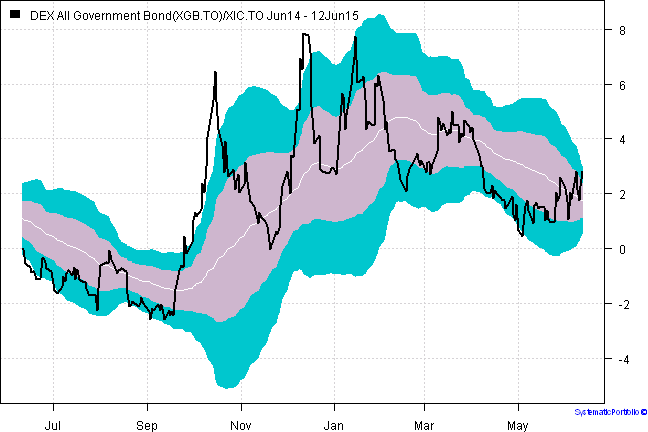 DEX All Government Bond(XGB.TO)/XIC.TO Jun14 - 12Jun15
8
6
4
2
0
-2
-4
Jul Sep Nov Jan Mar May
SystematicPortfolio ©